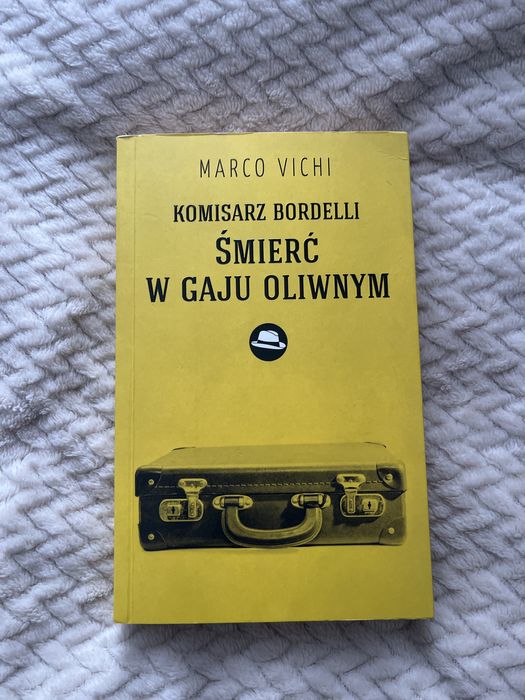 MARCO VICHI
KOMISARZ BORDELLI
ŚMIERĆ
W GAJU OLIWNYM